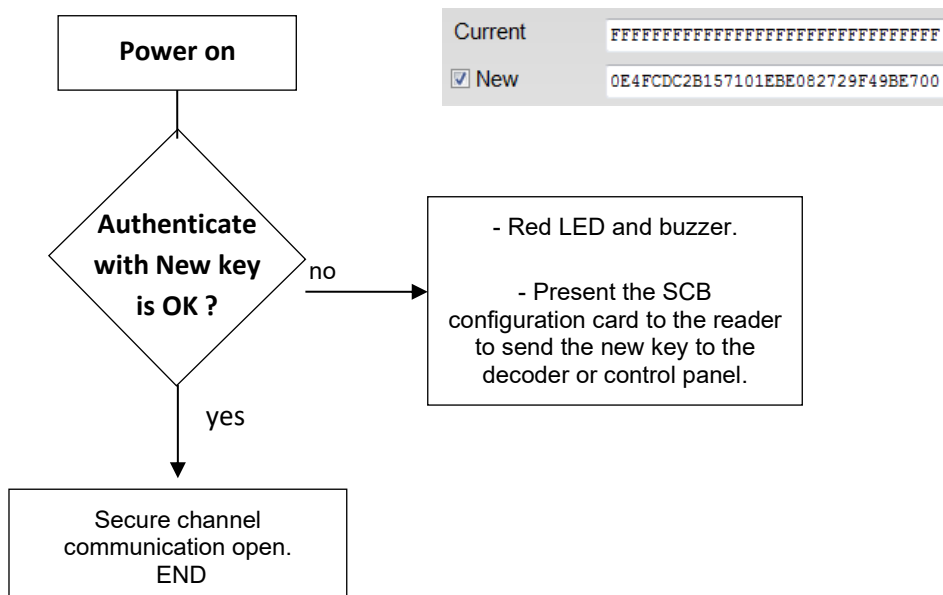 Power on
Current FFFFFFFFFFFFFFFFFFFFFFFFFFFFFFFF
New 0E4FCDC2B157101EBE082729F49BE700
Authenticate
with New key
is OK ?
no
- Red LED and buzzer.
- Present the SCB
configuration card to the reader
to send the new key to the
decoder or control panel.
yes
Secure channel
communication open.
END